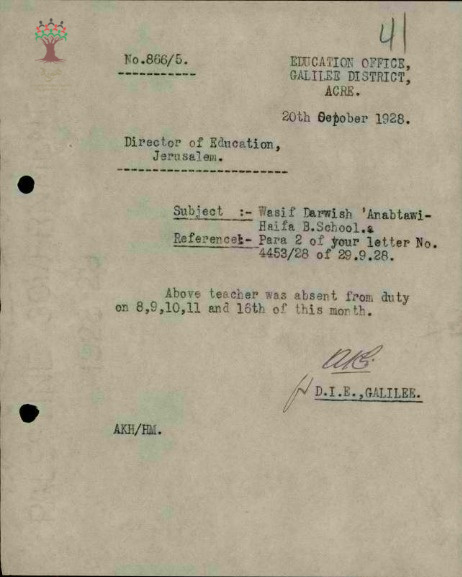 41
No.866/5.
EDUCATION OFFICE,
GALILEE DISTRICT,
ACRE.
20th October 1928.
Director of Education,
Jerusalem.
Subject :- Wasif Darwish 'Anabtawi-
Haifa B.School.
Reference:- Para 2 of your letter No.
4453/28 of 29.9.28.
Above teacher was absent from duty
on 8,9,10,11 and 16th of this month.
D.I.E.,GALILEE.
AKH/HM.